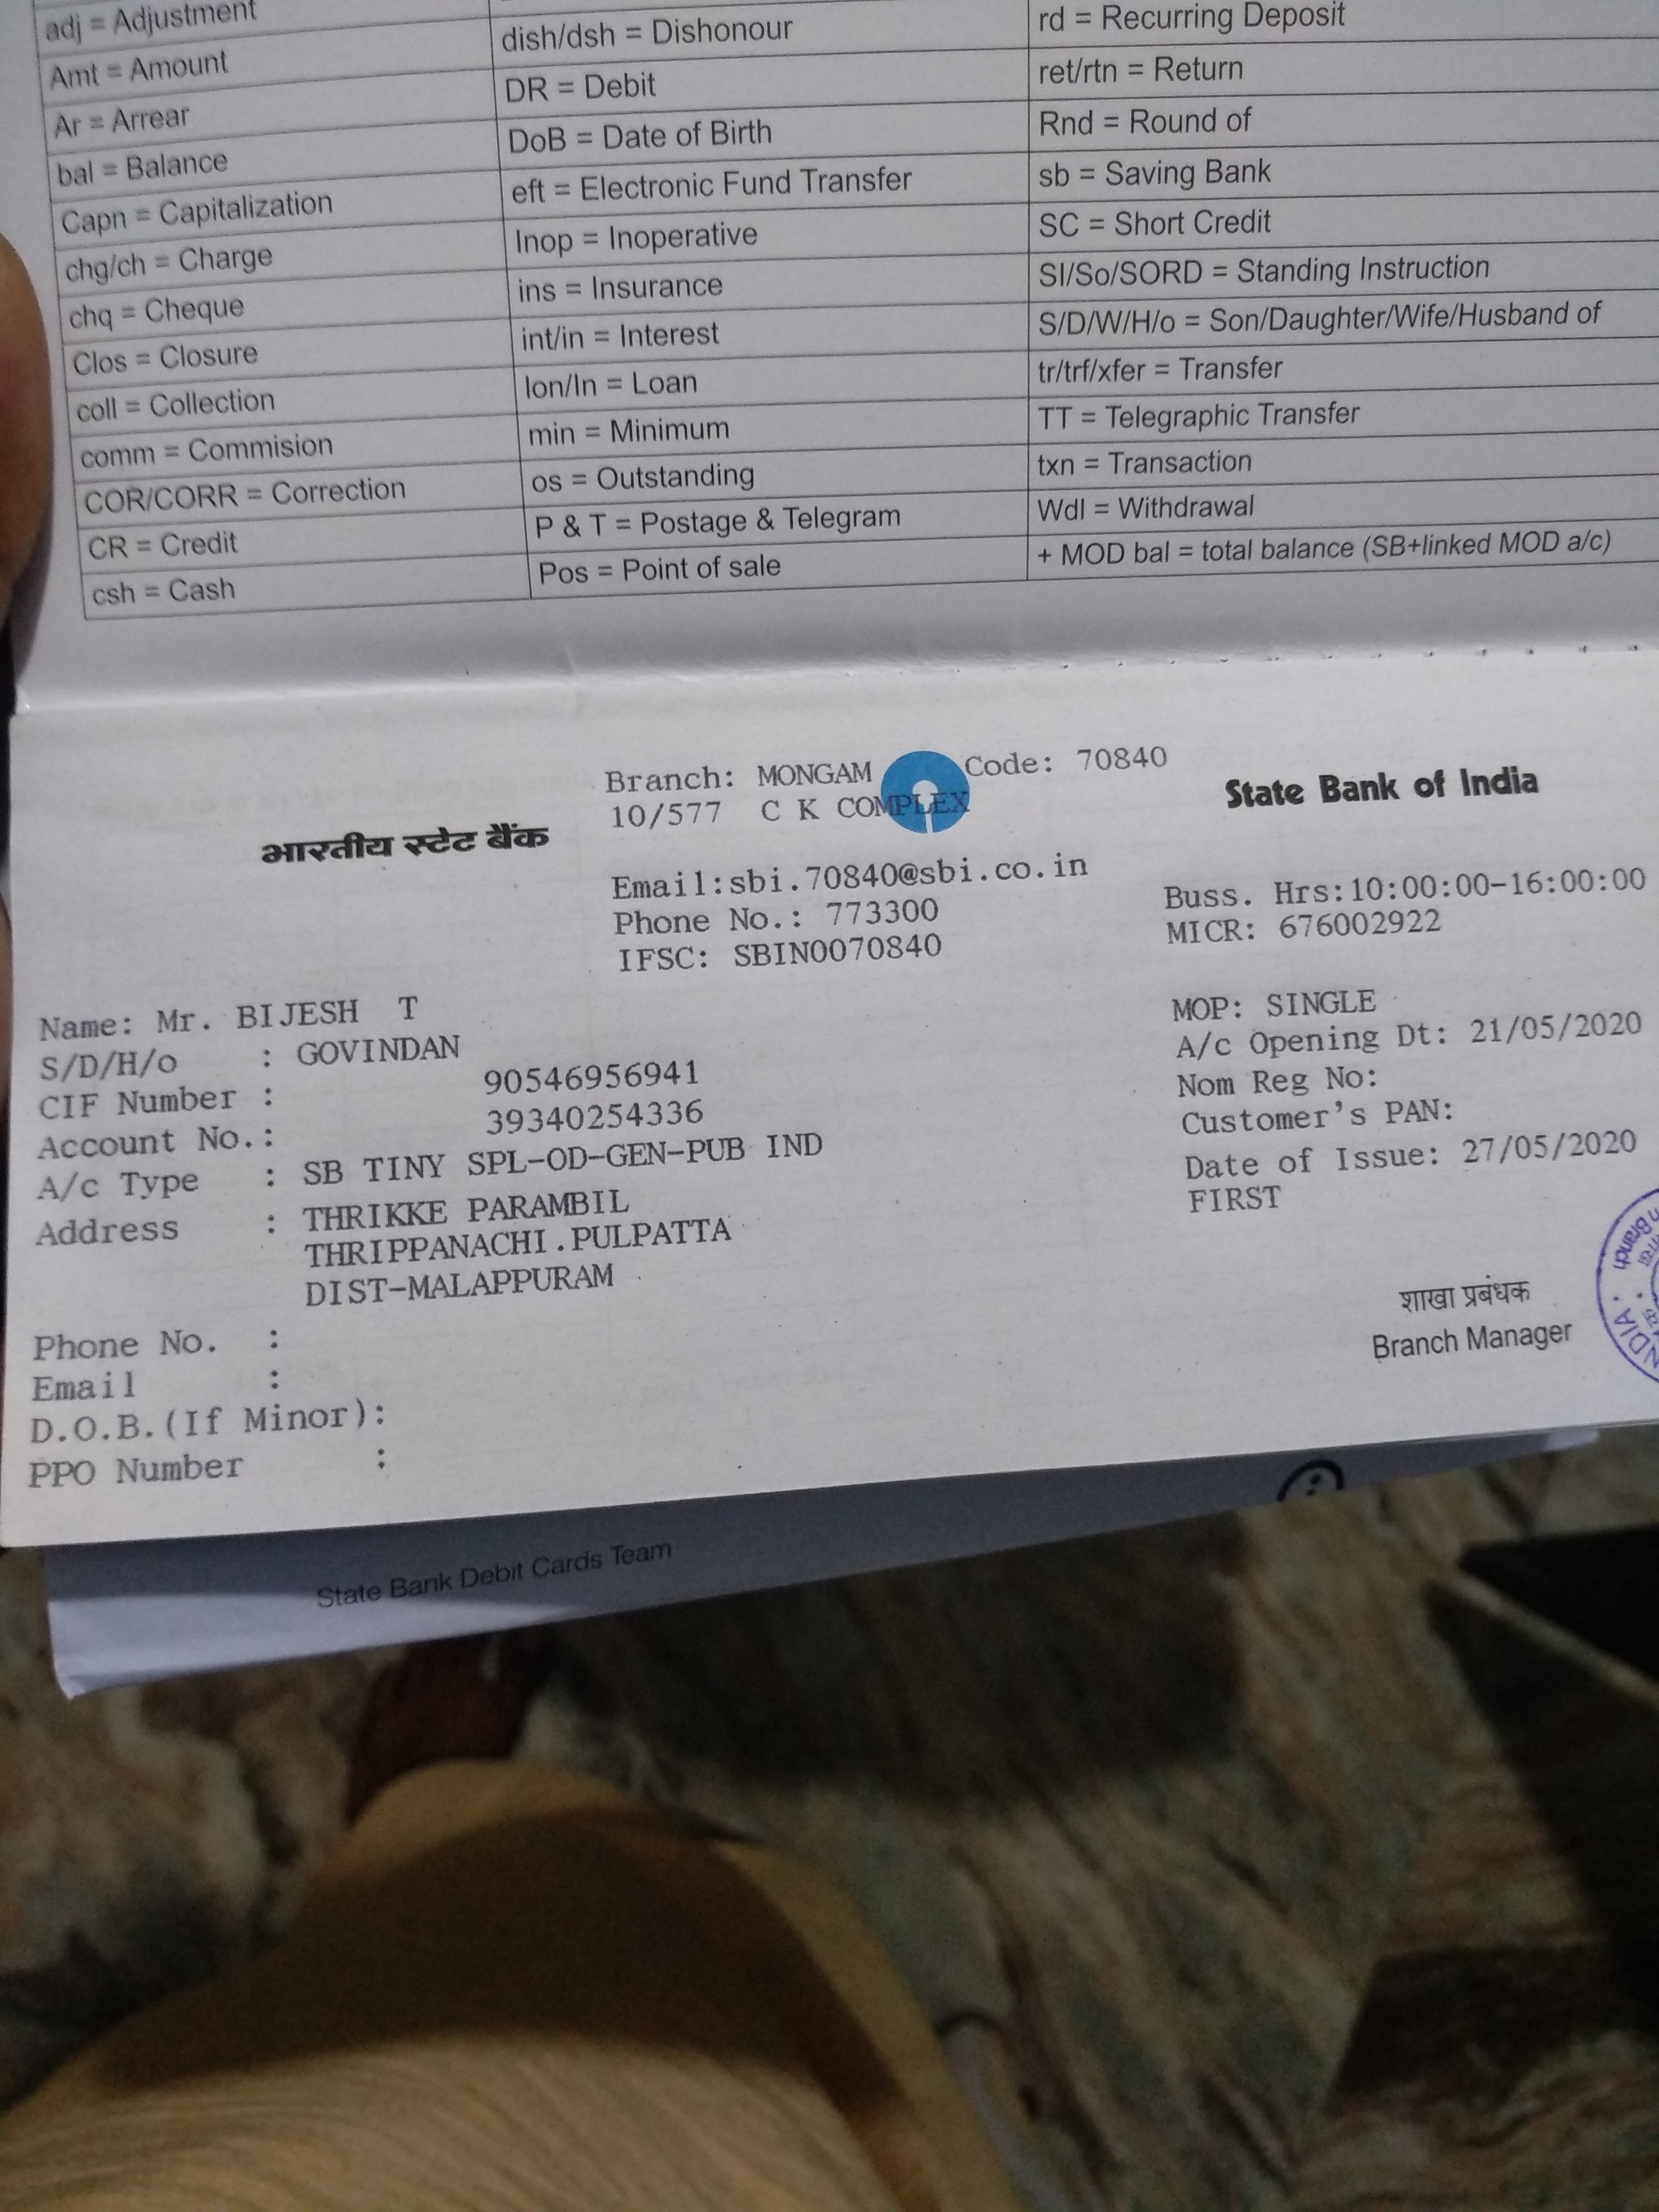 adj = Adjustment
Amt = Amount
Ar = Arrear
bal = Balance
Capn = Capitalization
chg/ch = Charge
chq = Cheque
Clos = Closure
coll = Collection
comm = Commision
COR/CORR = Correction
CR = Credit
csh = Cash
dish/dsh = Dishonour
DR = Debit
DoB = Date of Birth
eft = Electronic Fund Transfer
Inop = Inoperative
ins = Insurance
int/in = Interest
lon/ln = Loan
min = Minimum
os = Outstanding
P & T = Postage & Telegram
Pos = Point of sale
rd = Recurring Deposit
ret/rtn = Return
Rnd = Round of
sb = Saving Bank
SC = Short Credit
SI/So/SORD = Standing Instruction
S/D/W/H/o = Son/Daughter/Wife/Husband of
tr/trf/xfer = Transfer
TT = Telegraphic Transfer
txn = Transaction
Wdl = Withdrawal
+ MOD bal = total balance (SB+linked MOD a/c)
भारतीय स्टेट बैंक
Branch: MONGAM Code: 70840
10/577 C K COMPLEX
State Bank of India
Email:sbi.70840@sbi.co.in
Phone No.: 773300
IFSC: SBIN0070840
Buss. Hrs:10:00:00-16:00:00
MICR: 676002922
Name: Mr. BIJESH T
S/D/H/o : GOVINDAN
CIF Number : 90546956941
Account No.: 39340254336
A/c Type : SB TINY SPL-OD-GEN-PUB IND
Address : THRIKKE PARAMBIL
THRIPPANACHI.PULPATTA
DIST-MALAPPURAM
Phone No. :
Email :
D.O.B.(If Minor):
PPO Number :
MOP: SINGLE
A/c Opening Dt: 21/05/2020
Nom Reg No:
Customer's PAN:
Date of Issue: 27/05/2020
FIRST
शाखा प्रबंधक
Branch Manager
Branch
State Bank Debit Cards Team